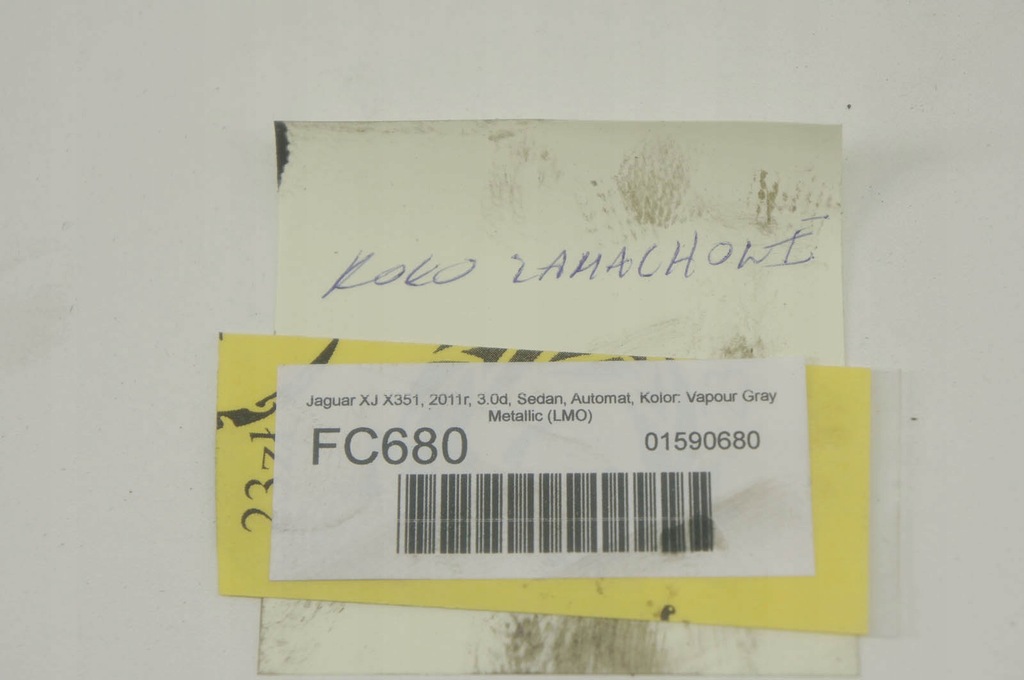 KOŁO ZAMACHOWE
Jaguar XJ X351, 2011r, 3.0d, Sedan, Automat, Kolor: Vapour Gray
Metallic (LMO)
FC680
01590680